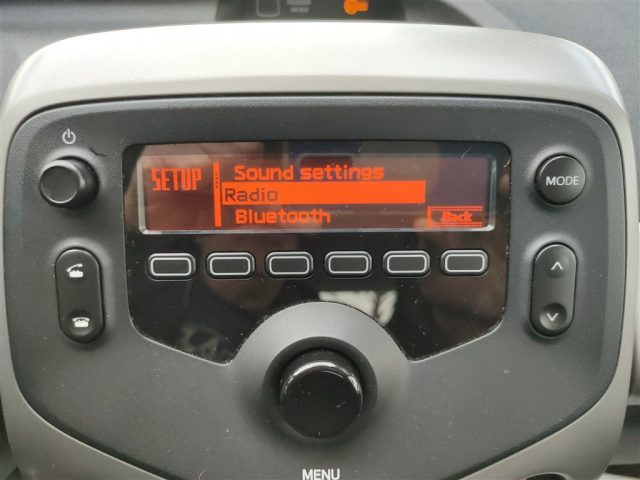 Sound settings
SETUP
Radio
Bluetooth
Back
MODE
MENU